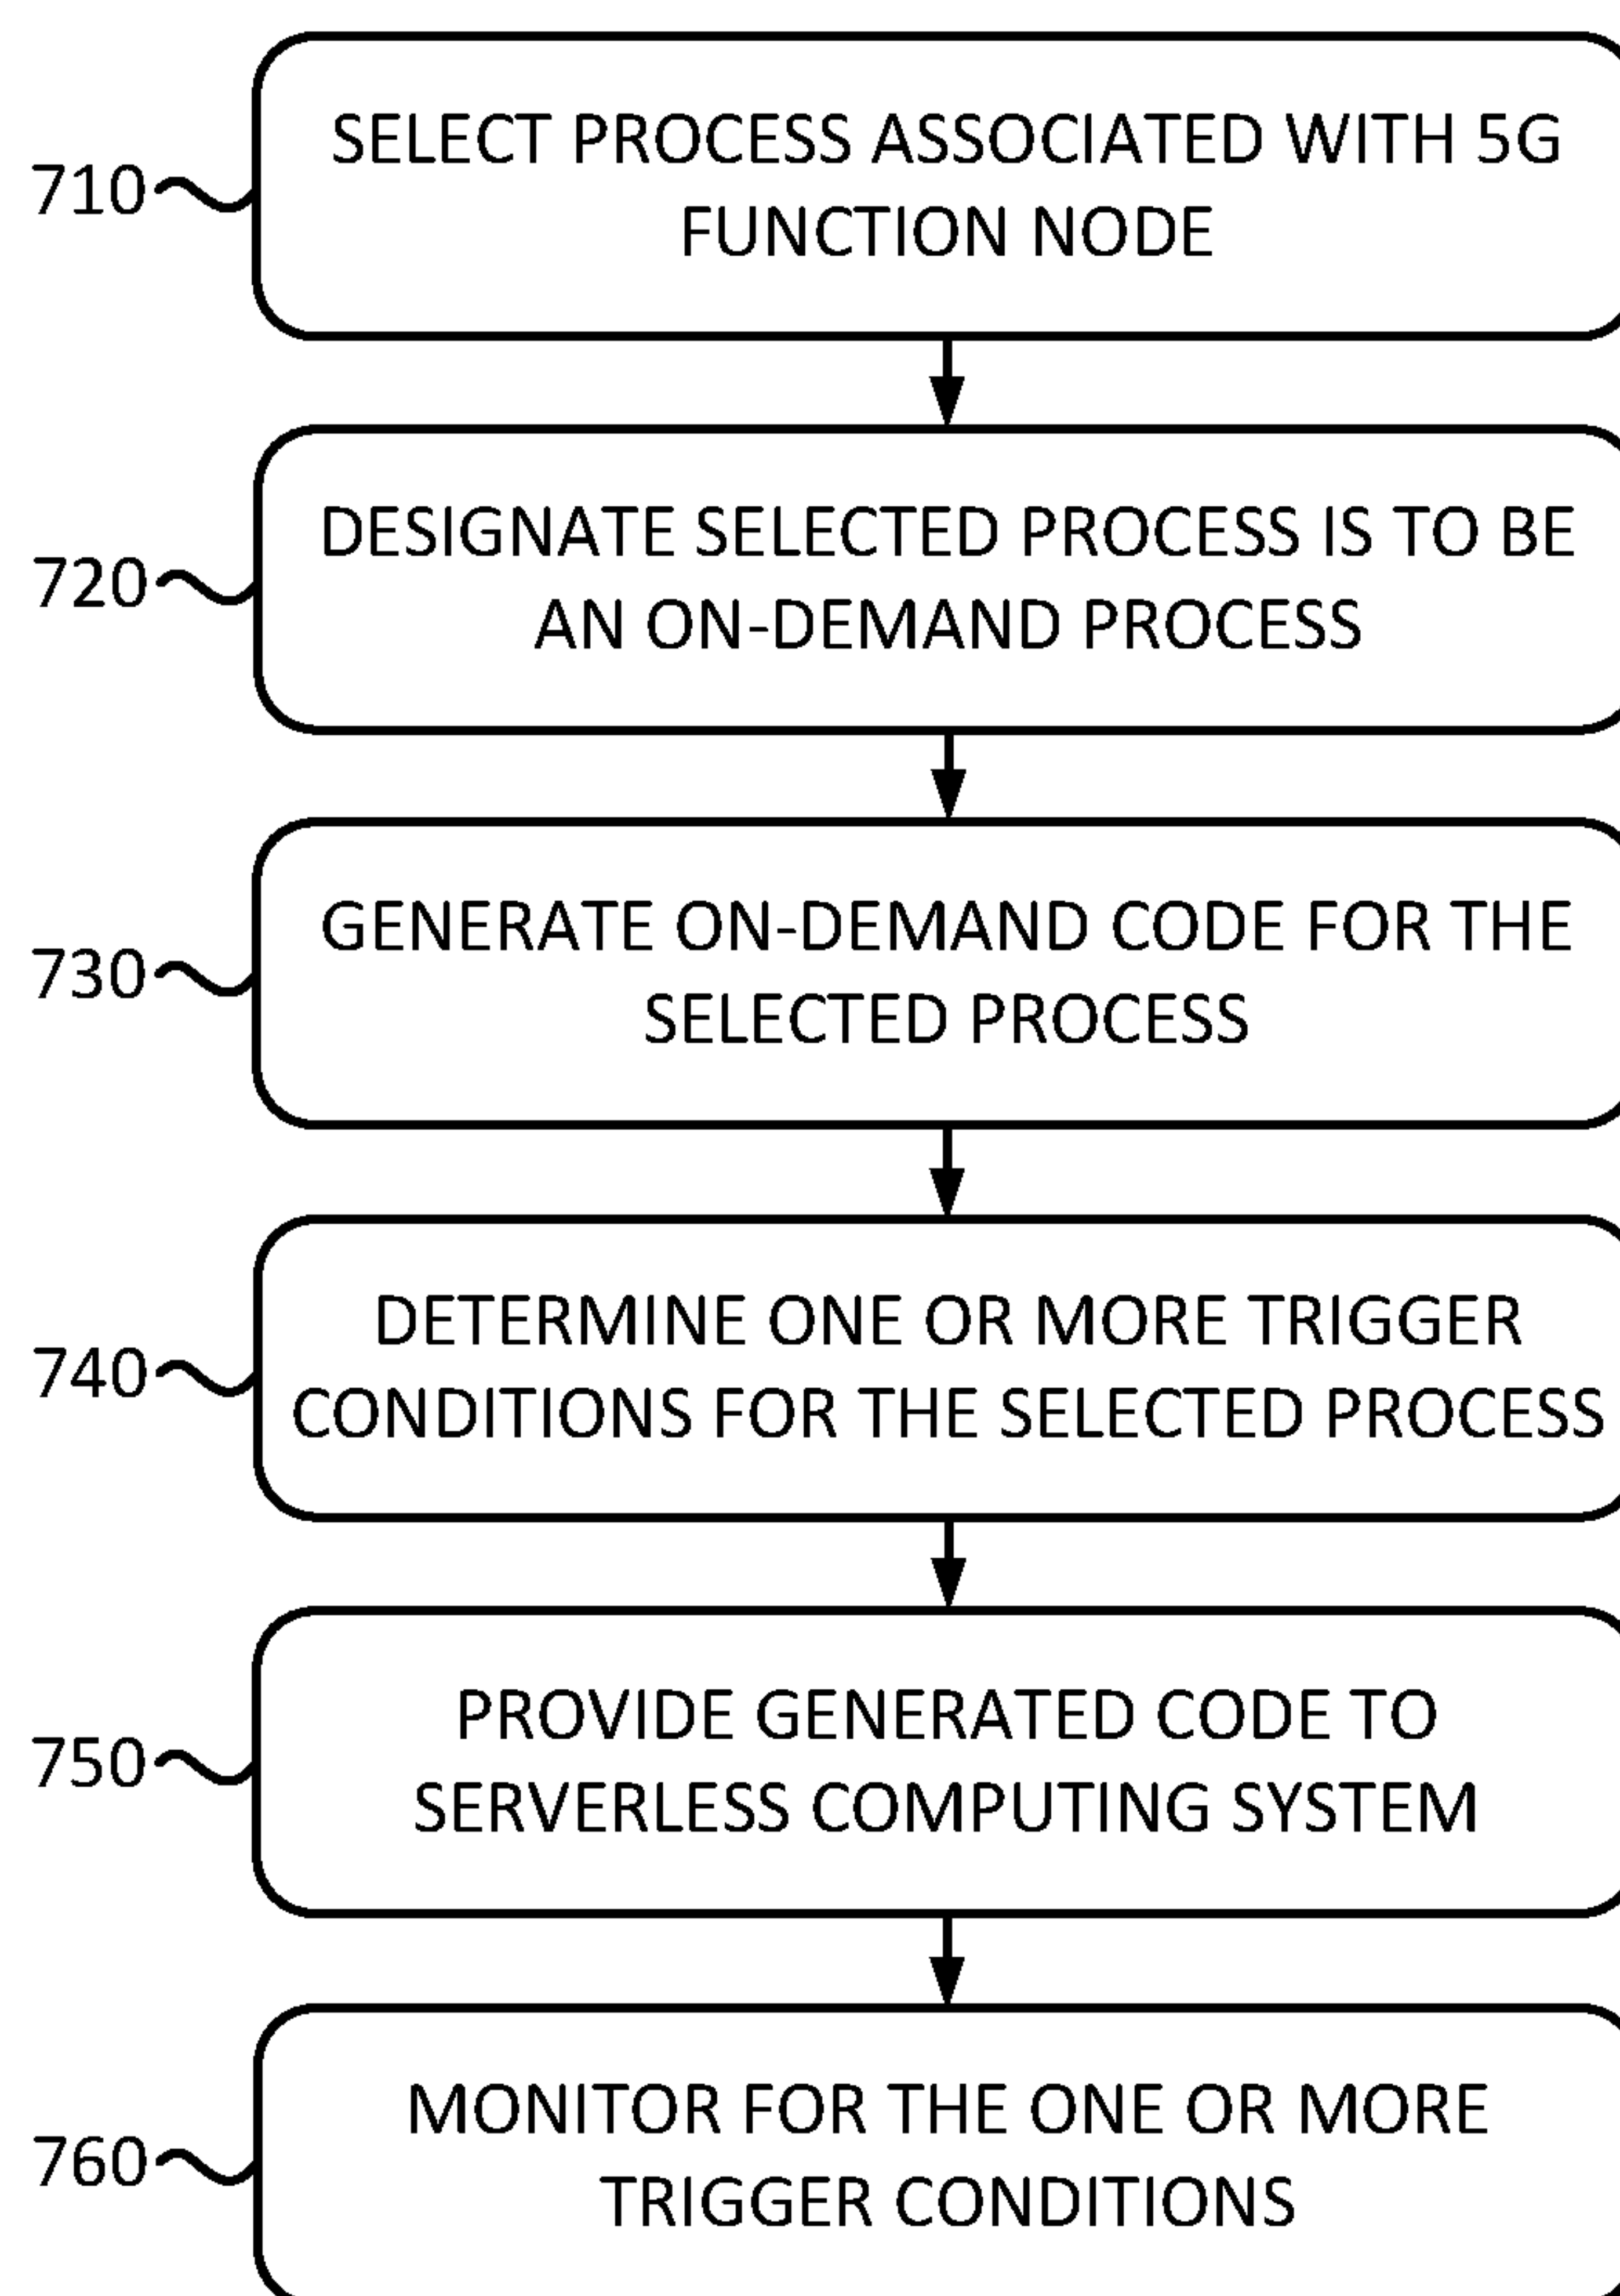 710
SELECT PROCESS ASSOCIATED WITH 5G
FUNCTION NODE
720
DESIGNATE SELECTED PROCESS IS TO BE
AN ON-DEMAND PROCESS
730
GENERATE ON-DEMAND CODE FOR THE
SELECTED PROCESS
740
DETERMINE ONE OR MORE TRIGGER
CONDITIONS FOR THE SELECTED PROCESS
750
PROVIDE GENERATED CODE TO
SERVERLESS COMPUTING SYSTEM
760
MONITOR FOR THE ONE OR MORE
TRIGGER CONDITIONS